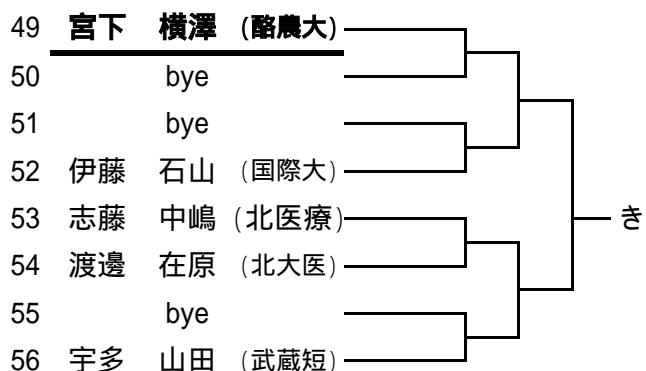 49 宮下 横澤 (酪農大)
50 bye
51 bye
52 伊藤 石山 (国際大)
53 志藤 中嶋 (北医療)
き
54 渡邊 在原 (北大医)
55 bye
56 宇多 山田 (武蔵短)